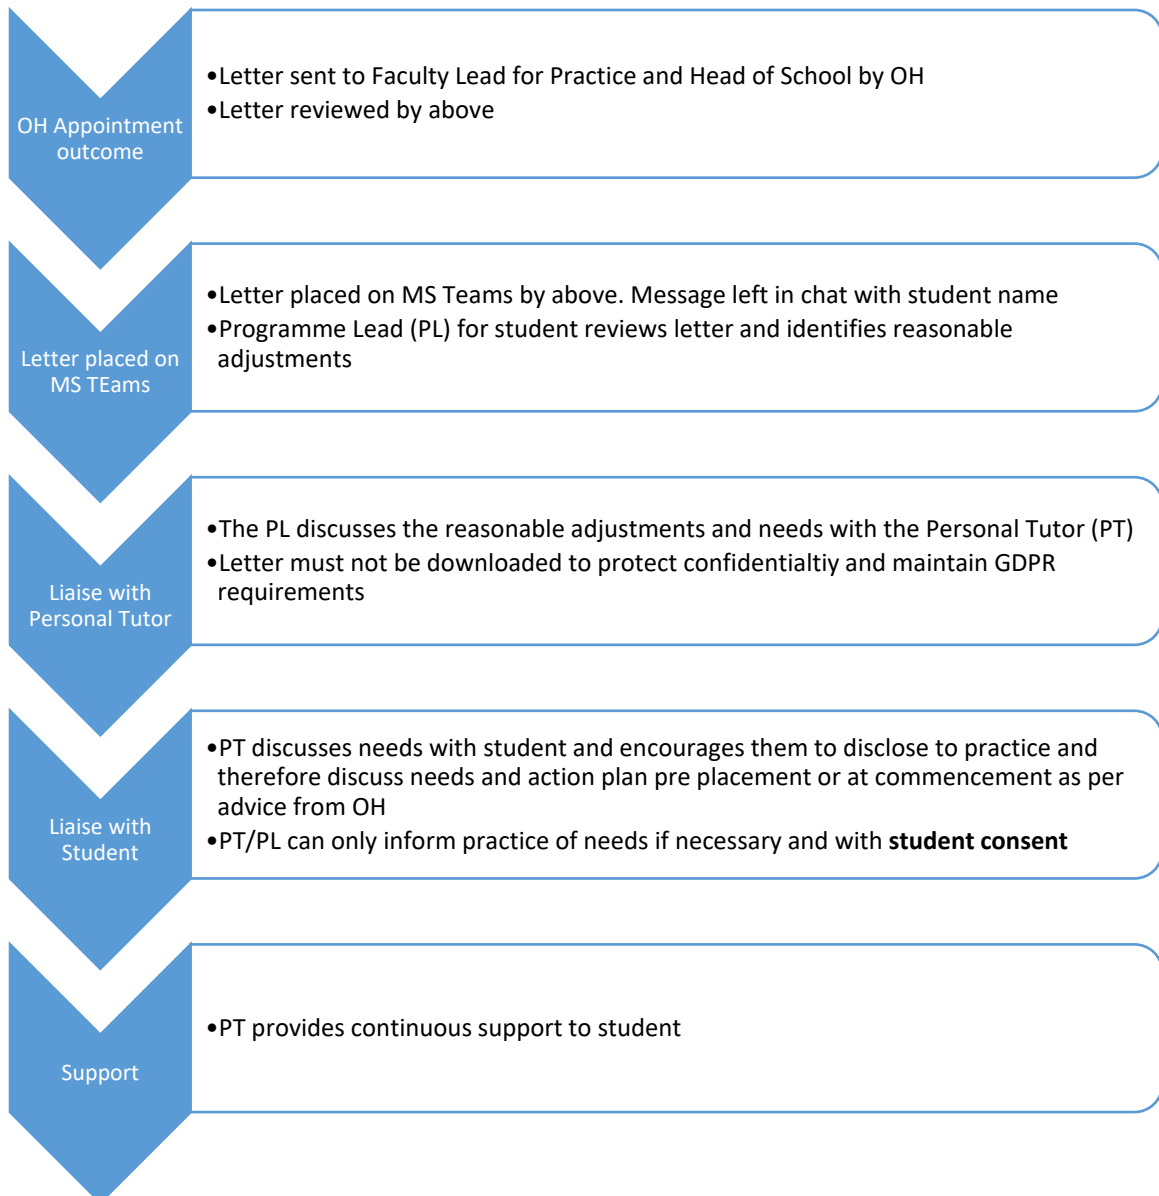 OH Appointment
outcome
•Letter sent to Faculty Lead for Practice and Head of School by OH
•Letter reviewed by above
Letter placed on
MS TEams
•Letter placed on MS Teams by above. Message left in chat with student name
•Programme Lead (PL) for student reviews letter and identifies reasonable
adjustments
Liaise with
Personal Tutor
•The PL discusses the reasonable adjustments and needs with the Personal Tutor (PT)
•Letter must not be downloaded to protect confidentialtiy and maintain GDPR
requirements
Liaise with
Student
•PT discusses needs with student and encourages them to disclose to practice and
therefore discuss needs and action plan pre placement or at commencement as per
advice from OH
•PT/PL can only inform practice of needs if necessary and with student consent
Support
•PT provides continuous support to student